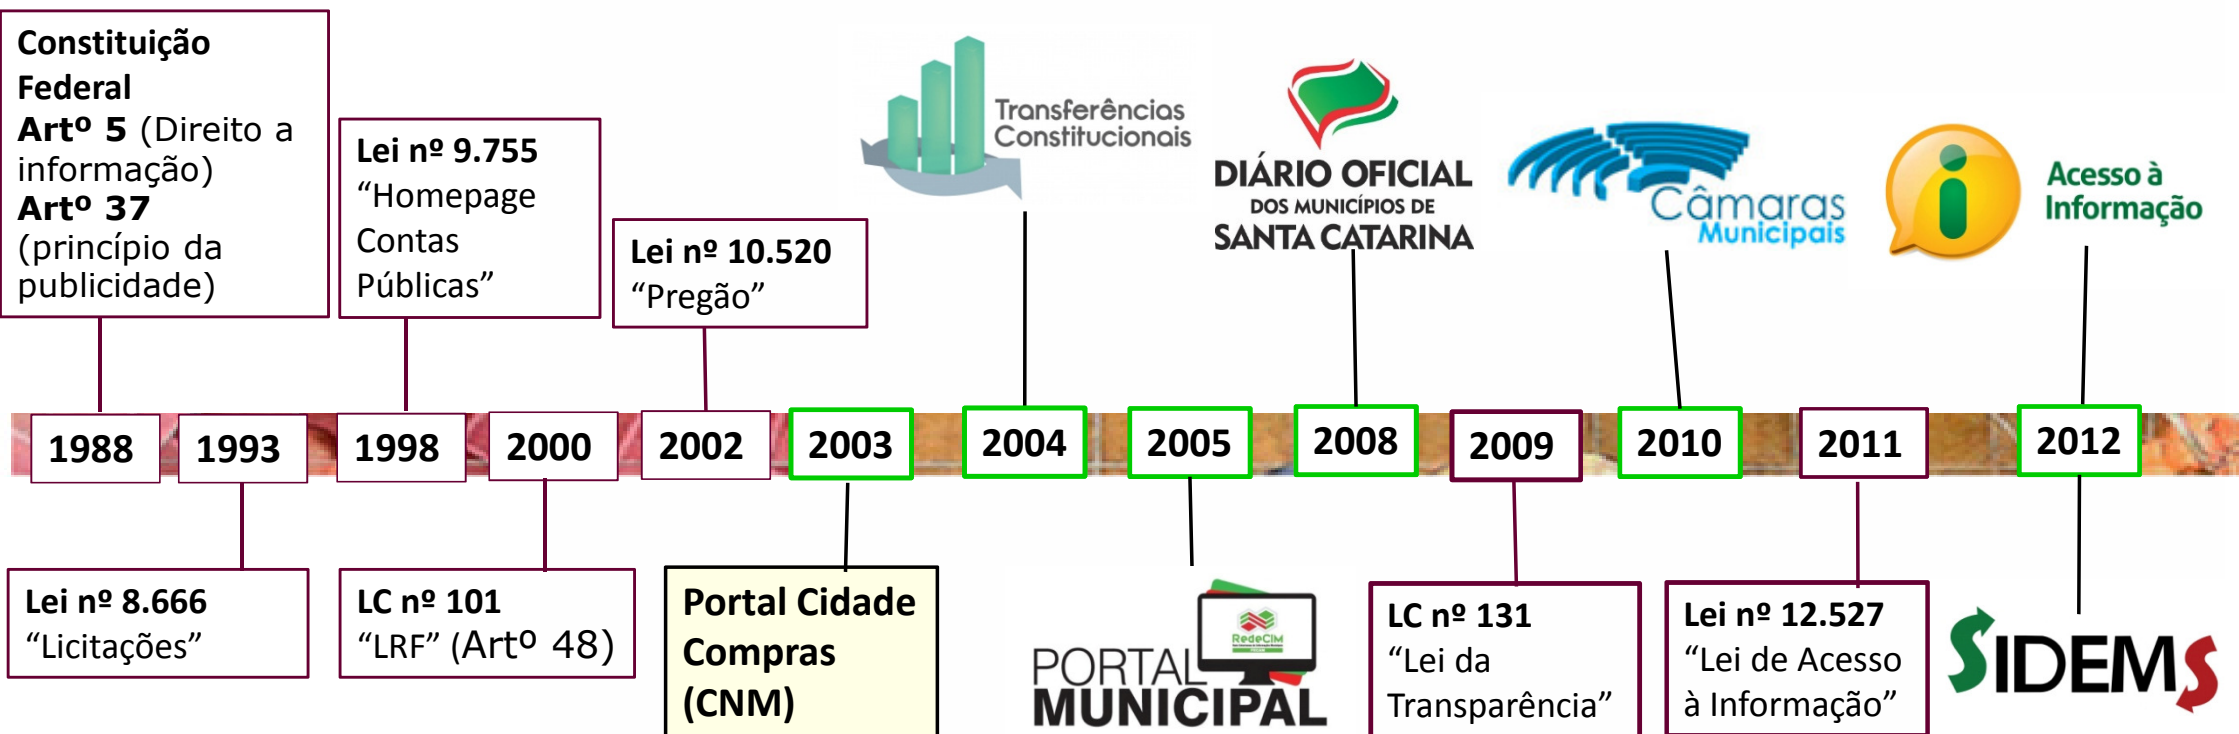 Constituição
Federal
Artº 5 (Direito a
informação)
Artº 37
(princípio da
publicidade)
Lei nº 9.755
“Homepage
Contas
Públicas”
Lei nº 10.520
“Pregão”
Transferências
Constitucionais
DIÁRIO OFICIAL
DOS MUNICÍPIOS DE
SANTA CATARINA
Câmaras
Municipais
i
Acesso à
Informação
1988
1993
1998
2000
2002
2003
2004
2005
2008
2009
2010
2011
2012
Lei nº 8.666
“Licitações”
LC nº 101
“LRF” (Artº 48)
Portal Cidade
Compras
(CNM)
RedeCIM
PORTAL
MUNICIPAL
LC nº 131
“Lei da
Transparência”
Lei nº 12.527
“Lei de Acesso
à Informação”
SIDEMS